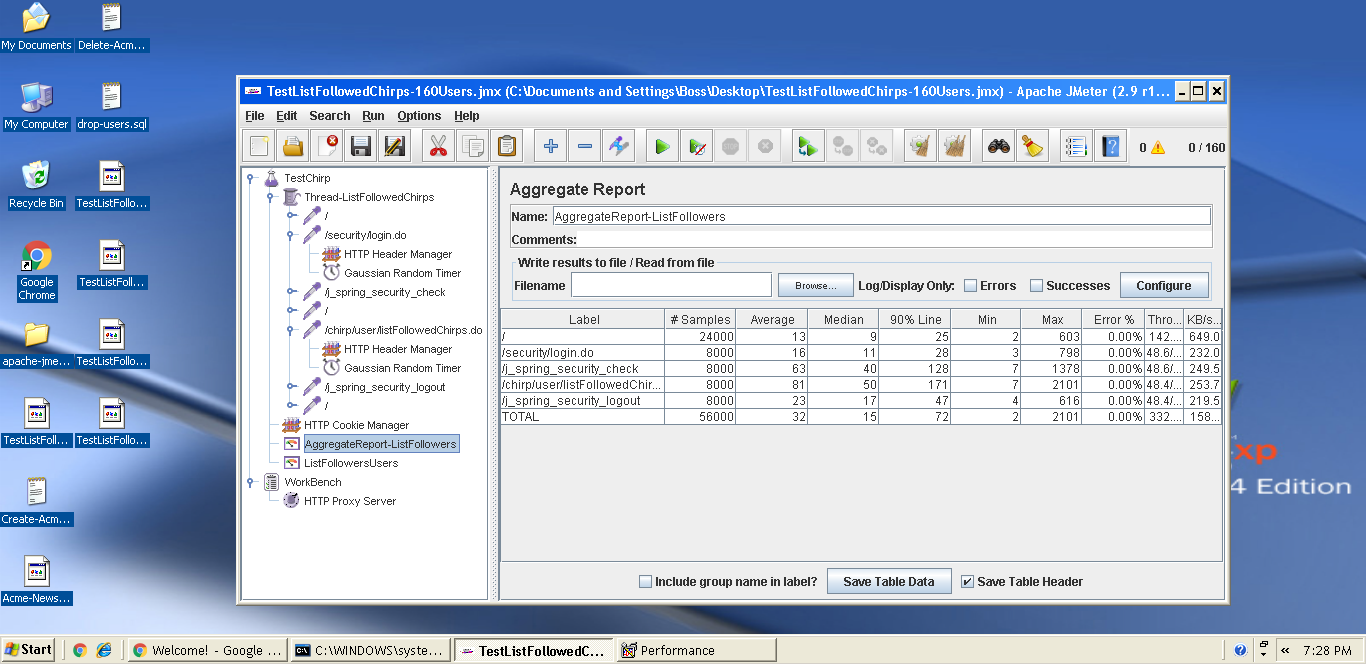 My Documents
Delete-Acm...
My Computer
drop-users.sql
Recycle Bin
TestListFollo...
Google
Chrome
TestListFoll...
apache-jme...
TestListFollo...
TestListFoll...
TestListFollo...
Create-Acm...
Acme-News...
TestListFollowedChirps-160Users.jmx (C:\Documents and Settings\Boss\Desktop\TestListFollowedChirps-160Users.jmx) - Apache JMeter (2.9 r1...
File Edit Search Run Options Help
0 0 / 160
TestChirp
Thread-ListFollowedChirps
/
/security/login.do
HTTP Header Manager
Gaussian Random Timer
/j_spring_security_check
/
/chirp/user/listFollowedChirps.do
HTTP Header Manager
Gaussian Random Timer
/j_spring_security_logout
/
HTTP Cookie Manager
AggregateReport-ListFollowers
ListFollowersUsers
WorkBench
HTTP Proxy Server
Aggregate Report
Name: AggregateReport-ListFollowers
Comments:
Write results to file / Read from file
Filename Browse... Log/Display Only: Errors Successes Configure
Label # Samples Average Median 90% Line Min Max Error % Thro... KB/s...
/ 24000 13 9 25 2 603 0.00% 142.... 649.0
/security/login.do 8000 16 11 28 3 798 0.00% 48.6/... 232.0
/j_spring_security_check 8000 63 40 128 7 1378 0.00% 48.6/... 249.5
/chirp/user/listFollowedChir... 8000 81 50 171 7 2101 0.00% 48.6/... 253.7
/j_spring_security_logout 8000 23 17 47 4 616 0.00% 48.4/... 219.5
TOTAL 56000 32 15 72 2 2101 0.00% 332.... 158...
Include group name in label? Save Table Data Save Table Header
xp
4 Edition
Start Welcome! - Google ... C:\WINDOWS\syste... TestListFollowedC... Performance 7:28 PM